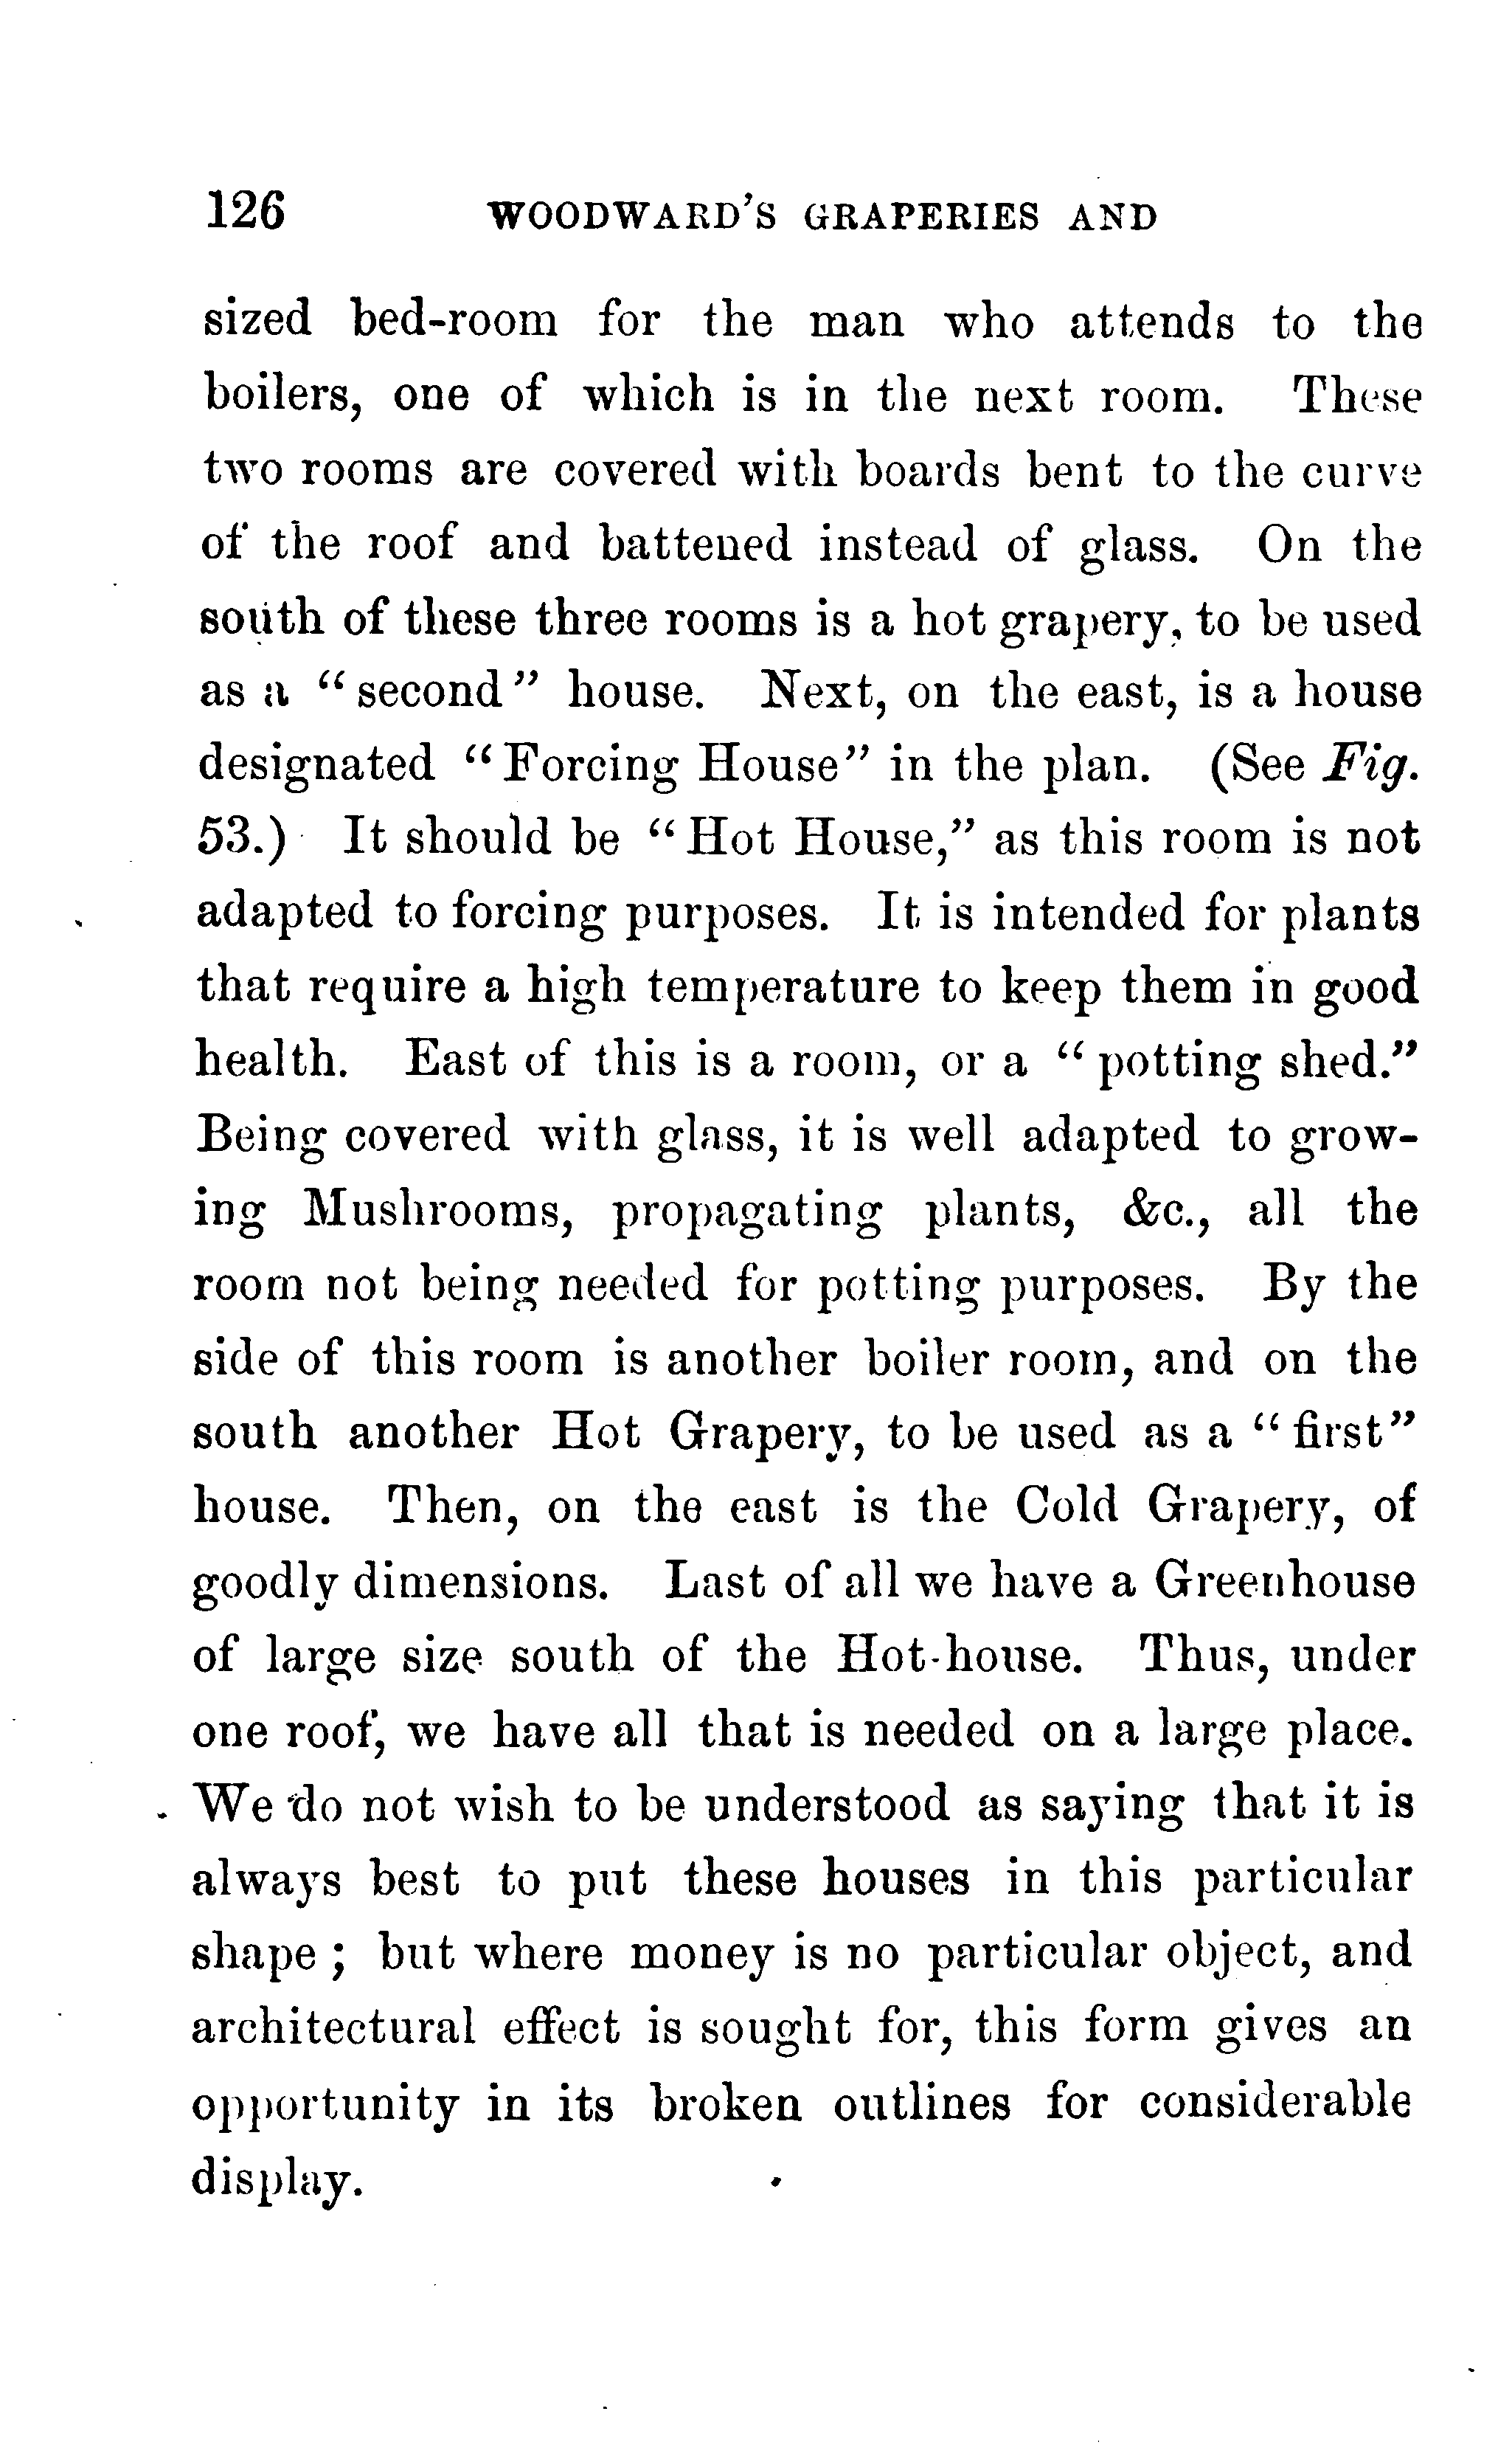 126 WOODWARD'S GRAPERIES AND
sized bed-room for the man who attends to the
boilers, one of which is in the next room. These
two rooms are covered with boards bent to the curve
of the roof and battened instead of glass. On the
south of these three rooms is a hot grapery, to be used
as a "second" house. Next, on the east, is a house
designated "Forcing House" in the plan. (See Fig.
53.) It should be "Hot House," as this room is not
adapted to forcing purposes. It is intended for plants
that require a high temperature to keep them in good
health. East of this is a room, or a "potting shed."
Being covered with glass, it is well adapted to grow-
ing Mushrooms, propagating plants, &c., all the
room not being needed for potting purposes. By the
side of this room is another boiler room, and on the
south another Hot Grapery, to be used as a "first"
house. Then, on the east is the Cold Grapery, of
goodly dimensions. Last of all we have a Greenhouse
of large size south of the Hot-house. Thus, under
one roof, we have all that is needed on a large place.
We do not wish to be understood as saying that it is
always best to put these houses in this particular
shape ; but where money is no particular object, and
architectural effect is sought for, this form gives an
opportunity in its broken outlines for considerable
display.